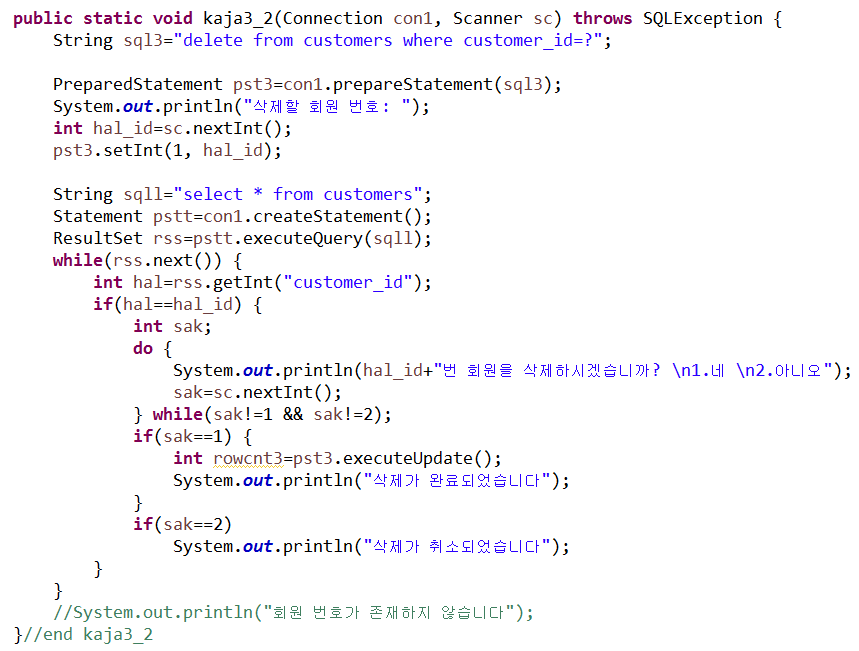 public static void kaja3_2(Connection con1, Scanner sc) throws SQLException {
String sql3="delete from customers where customer_id=?";
PreparedStatement pst3=con1.prepareStatement(sql3);
System.out.println("삭제할 회원 번호: ");
int hal_id=sc.nextInt();
pst3.setInt(1, hal_id);
String sqll="select * from customers";
Statement pstt=con1.createStatement();
ResultSet rss=pstt.executeQuery(sqll);
while(rss.next()) {
int hal=rss.getInt("customer_id");
if(hal==hal_id) {
int sak;
do {
System.out.println(hal_id+"번 회원을 삭제하시겠습니까? \n1.네 \n2.아니오");
sak=sc.nextInt();
} while(sak!=1 && sak!=2);
if(sak==1) {
int rowcnt3=pst3.executeUpdate();
System.out.println("삭제가 완료되었습니다");
}
if(sak==2)
System.out.println("삭제가 취소되었습니다");
}
}
//System.out.println("회원 번호가 존재하지 않습니다");
}//end kaja3_2